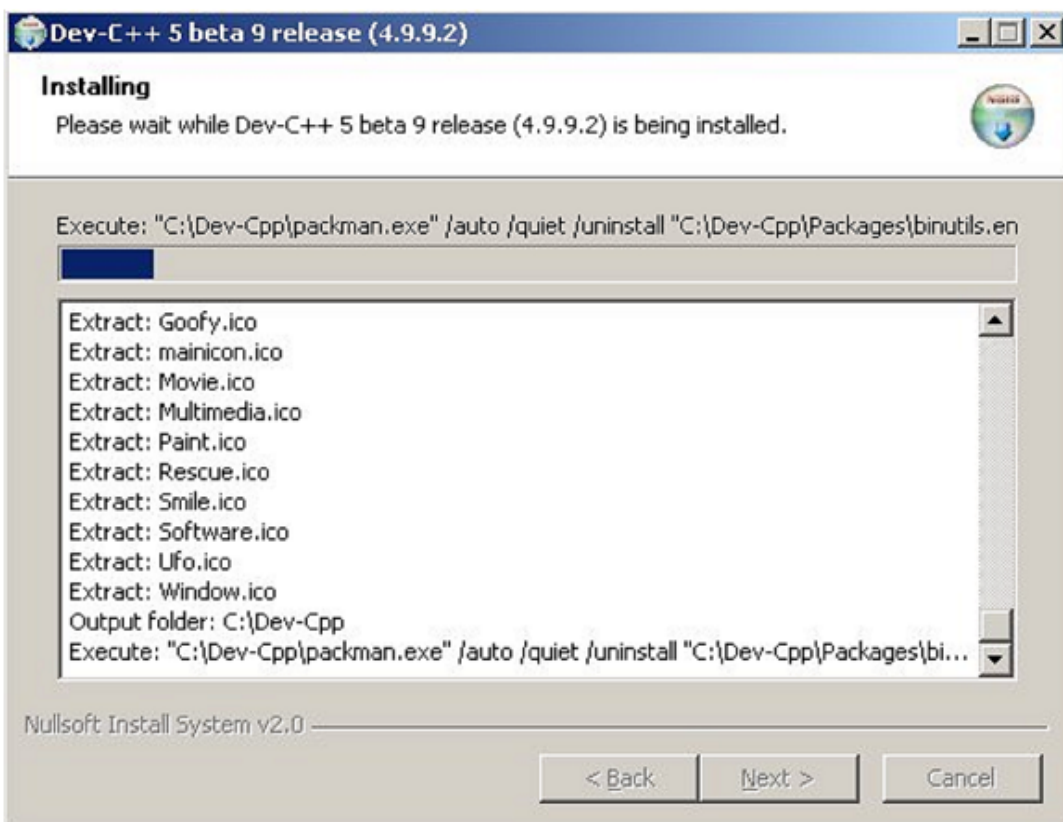 Dev-C++ 5 beta 9 release (4.9.9.2)
Installing
Please wait while Dev-C++ 5 beta 9 release (4.9.9.2) is being installed.
Execute: "C:\Dev-Cpp\packman.exe" /auto /quiet /uninstall "C:\Dev-Cpp\Packages\binutils.en
Extract: Goofy.ico
Extract: mainicon.ico
Extract: Movie.ico
Extract: Multimedia.ico
Extract: Paint.ico
Extract: Rescue.ico
Extract: Smile.ico
Extract: Software.ico
Extract: Ufo.ico
Extract: Window.ico
Output folder: C:\Dev-Cpp
Execute: "C:\Dev-Cpp\packman.exe" /auto /quiet /uninstall "C:\Dev-Cpp\Packages\bi...
Nullsoft Install System v2.0
< Back Next > Cancel